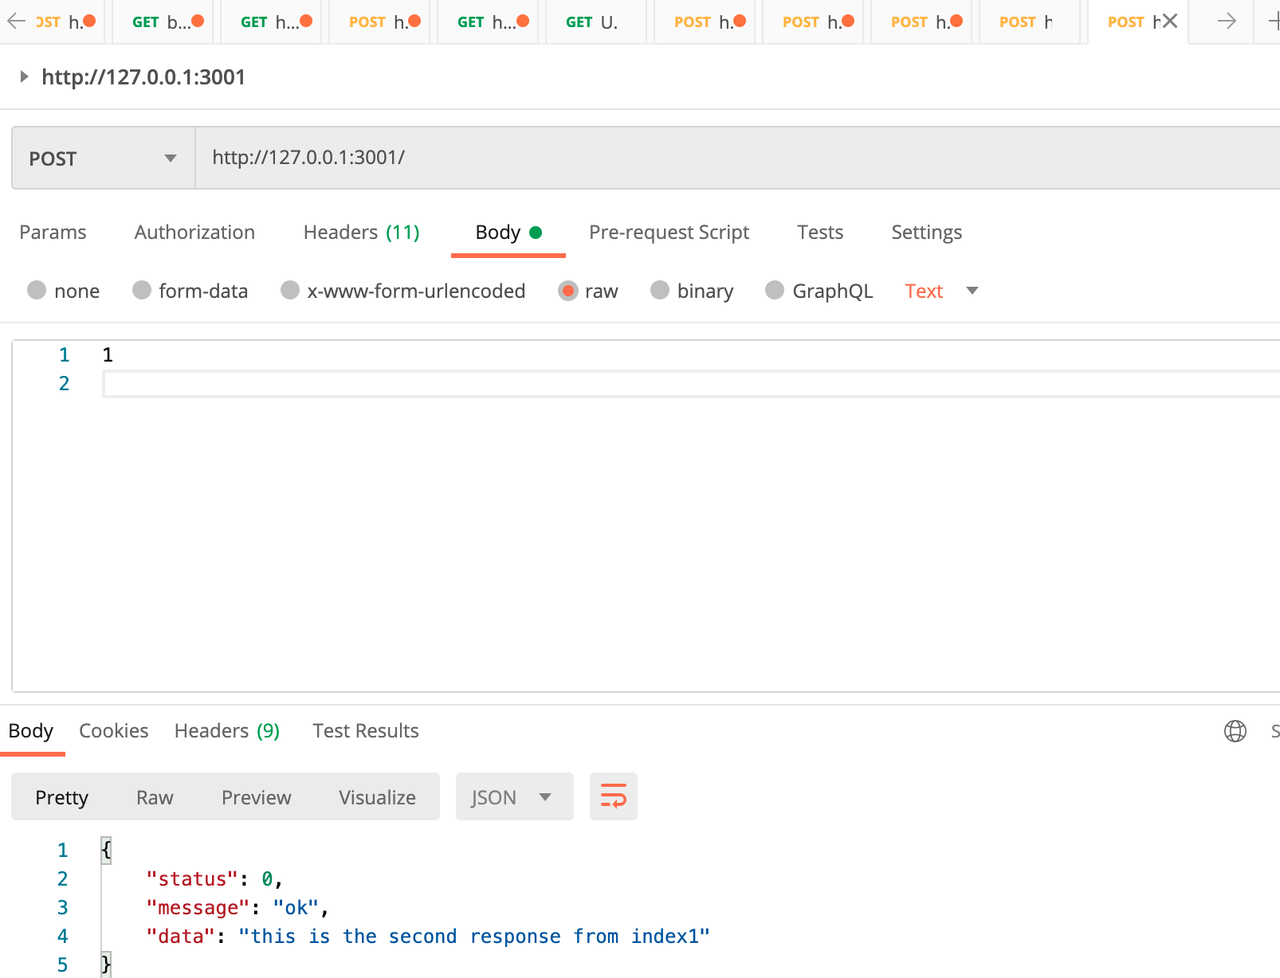 OST h. GET b... GET h... POST h. GET h... GET U. POST h. POST h. POST h. POST h POST h
http://127.0.0.1:3001
POST http://127.0.0.1:3001/
Params Authorization Headers (11) Body Pre-request Script Tests Settings
none form-data x-www-form-urlencoded raw binary GraphQL Text
1 1
2
Body Cookies Headers (9) Test Results S
Pretty Raw Preview Visualize JSON
1 {
2 "status": 0,
3 "message": "ok",
4 "data": "this is the second response from index1"
5 }